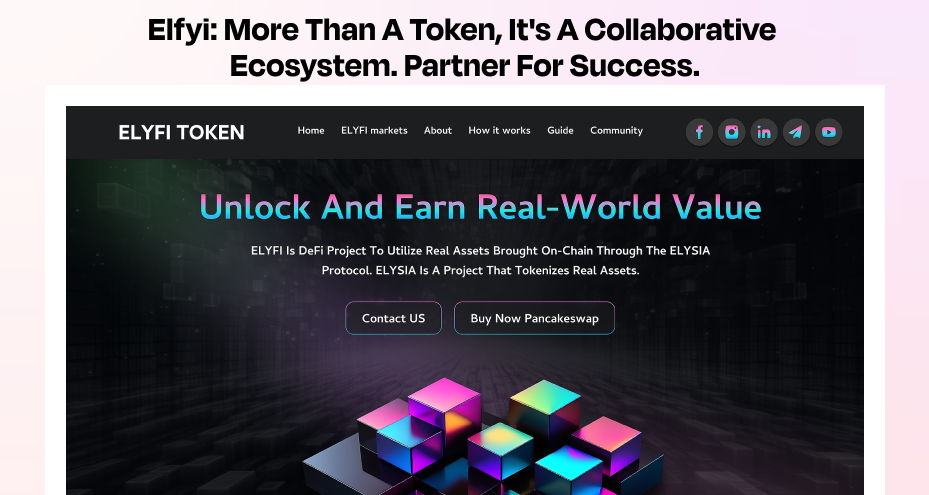 Elfyi: More Than A Token, It's A Collaborative
Ecosystem. Partner For Success.
ELYFI TOKEN
Home
ELYFI markets
About
How it works
Guide
Community
Unlock And Earn Real-World Value
ELYFI Is DeFi Project To Utilize Real Assets Brought On-Chain Through The ELYSIA
Protocol. ELYSIA Is A Project That Tokenizes Real Assets.
Contact US
Buy Now Pancakeswap